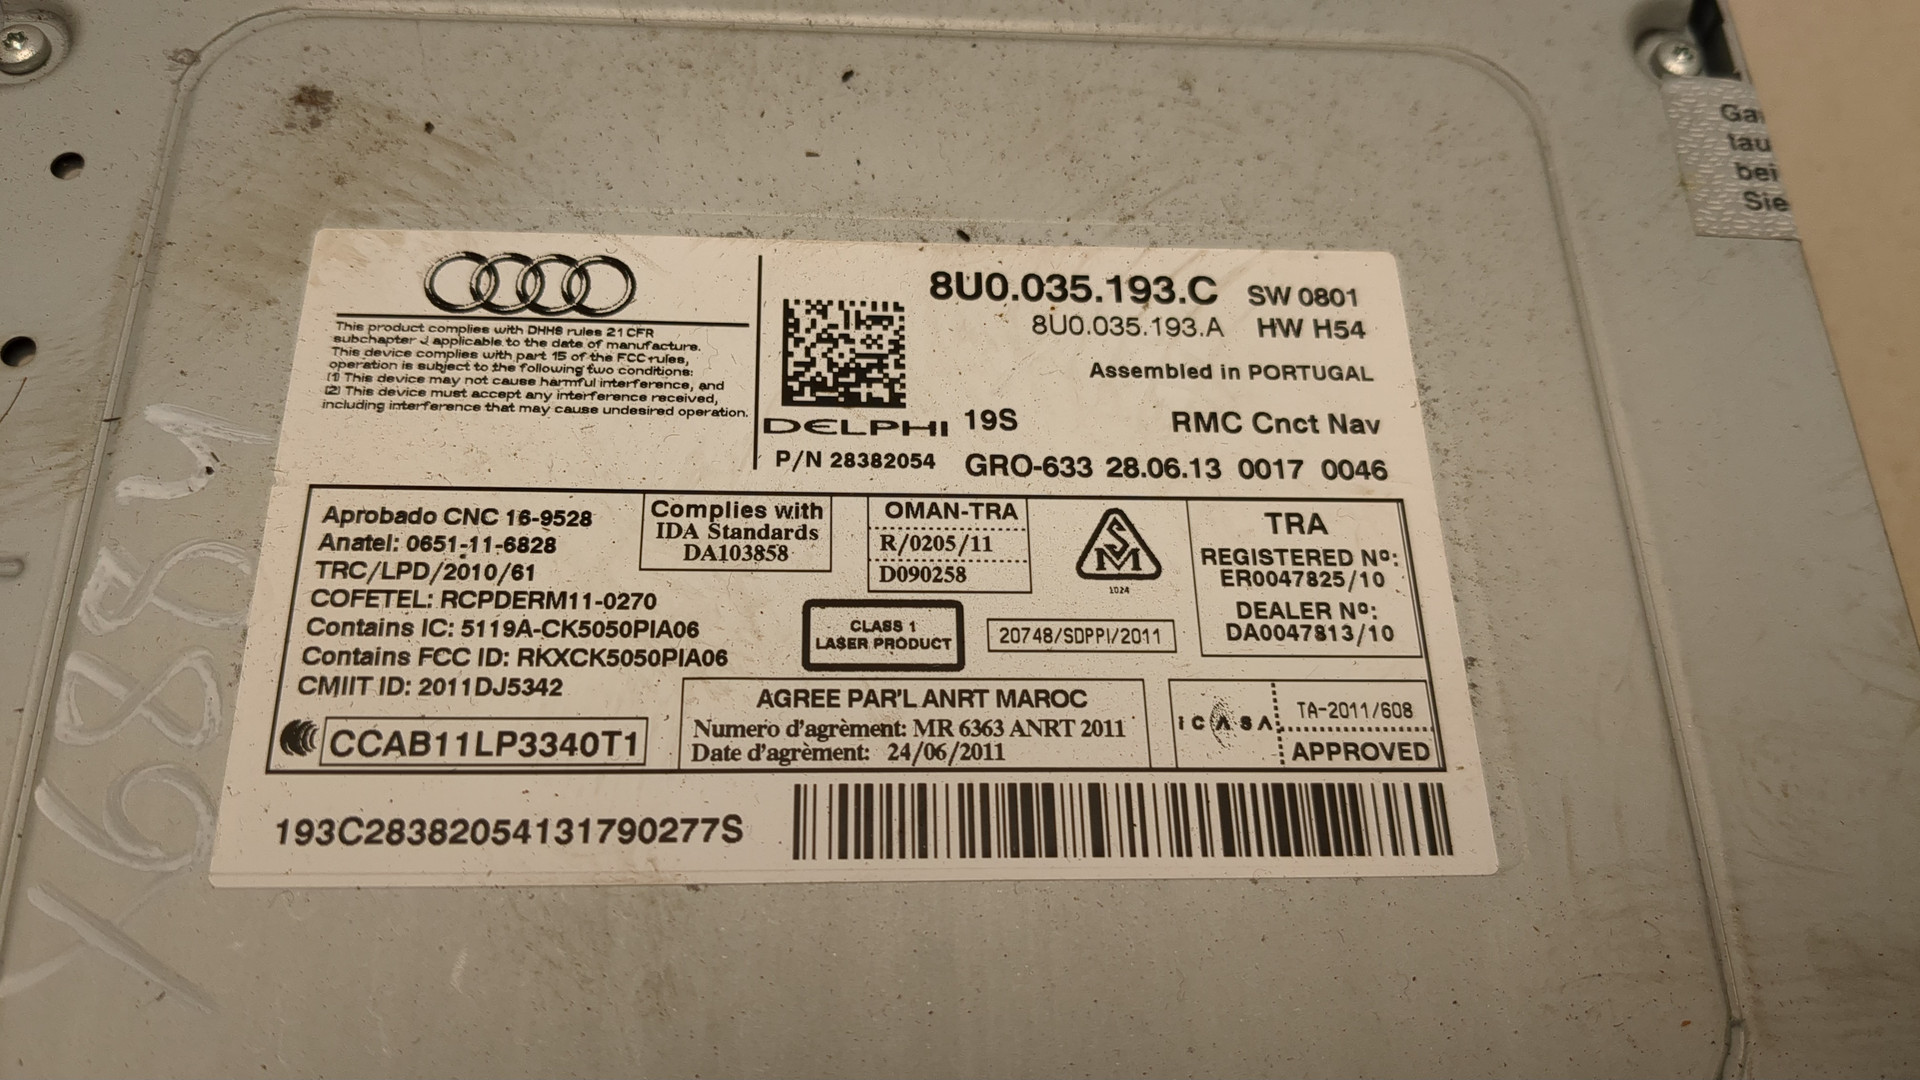 Ga
lau
bei
Sie
This product complies with DHHS rules 21 CFR
subchapter J applicable to the date of manufacture.
This device complies with part 15 of the FCC rules,
operation is subject to the following two conditions:
(1) This device may not cause harmful interference, and
(2) This device must accept any interference received,
including interference that may cause undesired operation.
8U0.035.193.C SW 0801
8U0.035.193.A HW H54
Assembled in PORTUGAL
DELPHI 19S RMC Cnct Nav
P/N 28382054 GRO-633 28.06.13 0017 0046
Aprobado CNC 16-9528
Anatel: 0651-11-6828
TRC/LPD/2010/61
COFETEL: RCPDERM11-0270
Contains IC: 5119A-CK5050PIA06
Contains FCC ID: RKXCK5050PIA06
CMIIT ID: 2011DJ5342
CCAB11LP3340T1
Complies with
IDA Standards
DA103858
OMAN-TRA
R/0205/11
D090258
SM
1024
TRA
REGISTERED Nº:
ER0047825/10
DEALER Nº:
DA0047813/10
CLASS 1
LASER PRODUCT
20748/SDPPI/2011
AGREE PAR'L ANRT MAROC
Numero d'agrèment: MR 6363 ANRT 2011
Date d'agrèment: 24/06/2011
ICASA
TA-2011/608
APPROVED
193C28382054131790277S